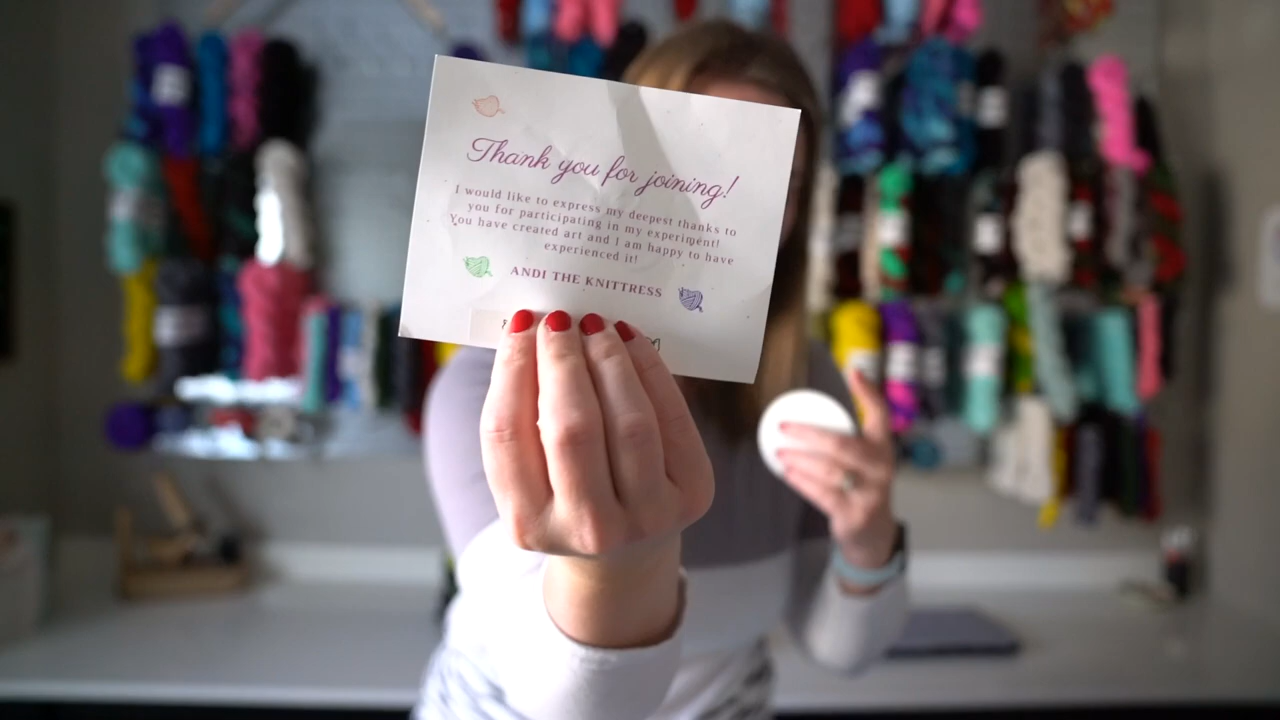 Thank you for joining!
I would like to express my deepest thanks to
you for participating in my experiment!
You have created art and I am happy to have
experienced it!
ANDI THE KNITTRESS